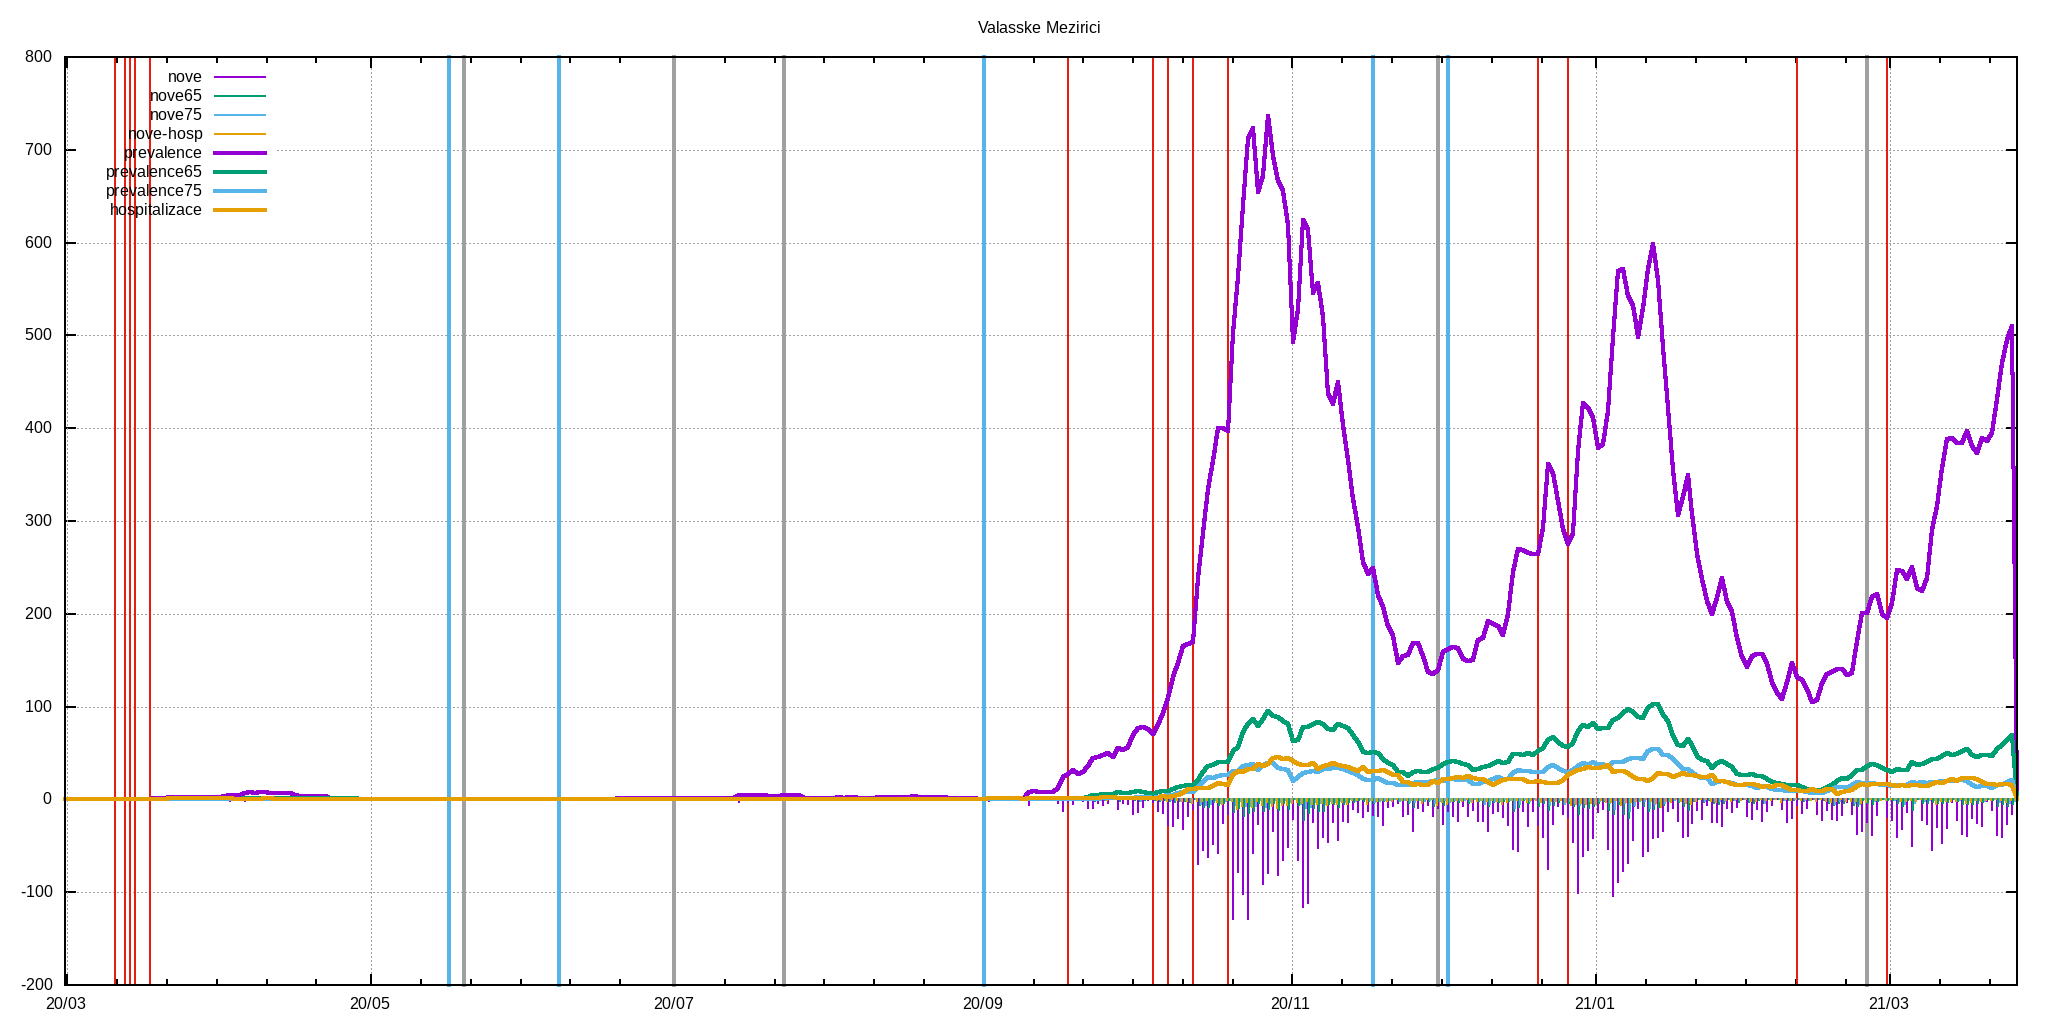 Valasske Mezirici
800
700
600
500
400
300
200
100
0
-100
-200
nove
nove65
nove75
nove-hosp
prevalence
prevalence65
prevalence75
hospitalizace
20/03
20/05
20/07
20/09
20/11
21/01
21/03